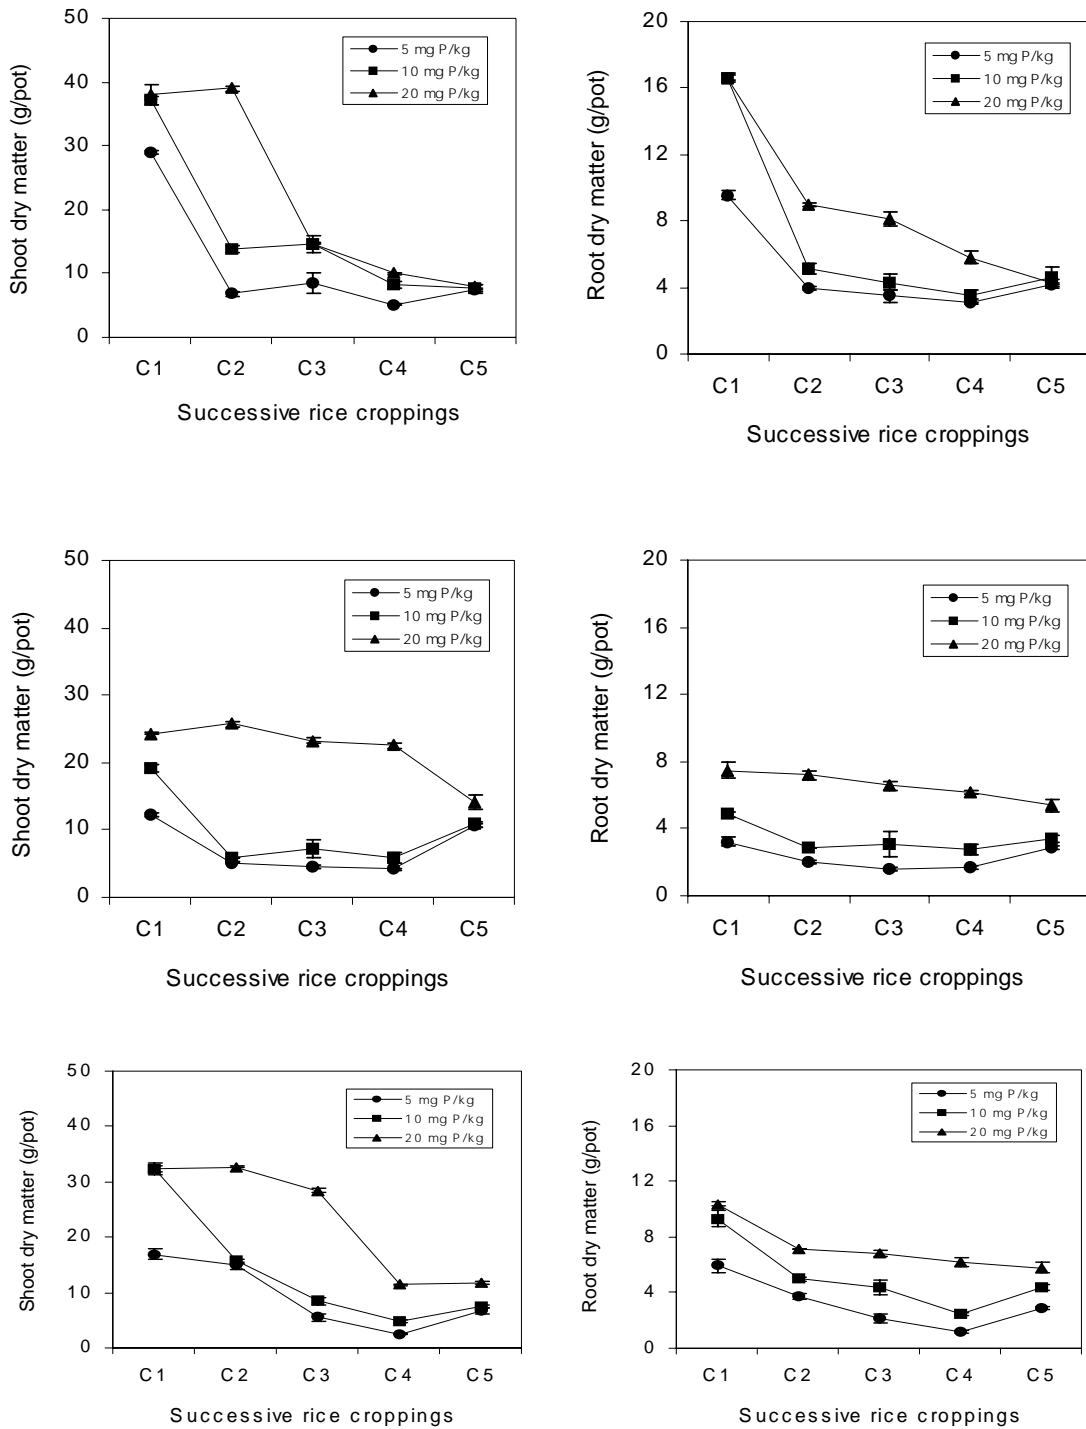 Shoot dry matter (g/pot)
50
40
30
20
10
0
5 mg P/kg
10 mg P/kg
20 mg P/kg
C1 C2 C3 C4 C5
Successive rice croppings
Root dry matter (g/pot)
20
16
12
8
4
0
5 mg P/kg
10 mg P/kg
20 mg P/kg
C1 C2 C3 C4 C5
Successive rice croppings
Shoot dry matter (g/pot)
50
40
30
20
10
0
5 mg P/kg
10 mg P/kg
20 mg P/kg
C1 C2 C3 C4 C5
Successive rice croppings
Root dry matter (g/pot)
20
16
12
8
4
0
5 mg P/kg
10 mg P/kg
20 mg P/kg
C1 C2 C3 C4 C5
Successive rice croppings
Shoot dry matter (g/pot)
50
40
30
20
10
0
5 mg P/kg
10 mg P/kg
20 mg P/kg
C1 C2 C3 C4 C5
Successive rice croppings
Root dry matter (g/pot)
20
16
12
8
4
0
5 mg P/kg
10 mg P/kg
20 mg P/kg
C1 C2 C3 C4 C5
Successive rice croppings